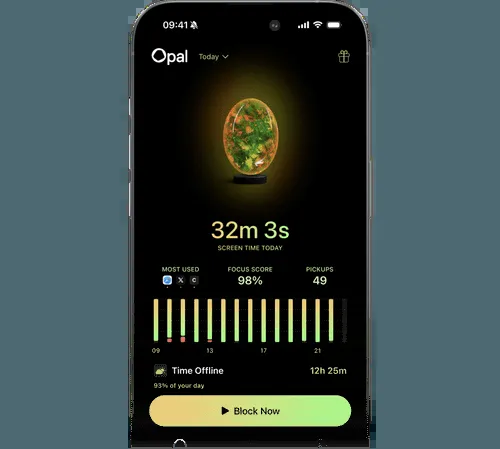 09:41
Opal
Today
32m 3s
SCREEN TIME TODAY
MOST USED
FOCUS SCORE
PICKUPS
X
C
98%
49
09
13
17
21
Time Offline
12h 25m
93% of your day
Block Now